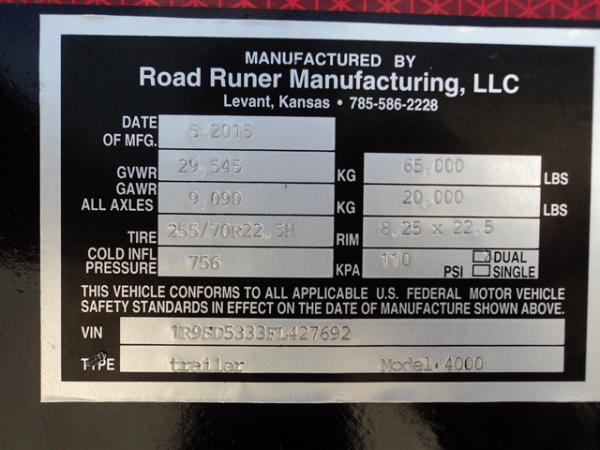 MANUFACTURED BY
Road Runer Manufacturing, LLC
Levant, Kansas • 785-586-2228
DATE OF MFG. 5 2015
GVWR 29,545 KG 65,000 LBS
GAWR ALL AXLES 9,090 KG 20,000 LBS
TIRE 255/70R22.5H RIM 8.25 x 22.5
COLD INFL PRESSURE 756 KPA 110 PSI DUAL SINGLE
THIS VEHICLE CONFORMS TO ALL APPLICABLE U.S. FEDERAL MOTOR VEHICLE
SAFETY STANDARDS IN EFFECT ON THE DATE OF MANUFACTURE SHOWN ABOVE.
VIN 1R9SD5333FL427692
TYPE trailer Model 4000